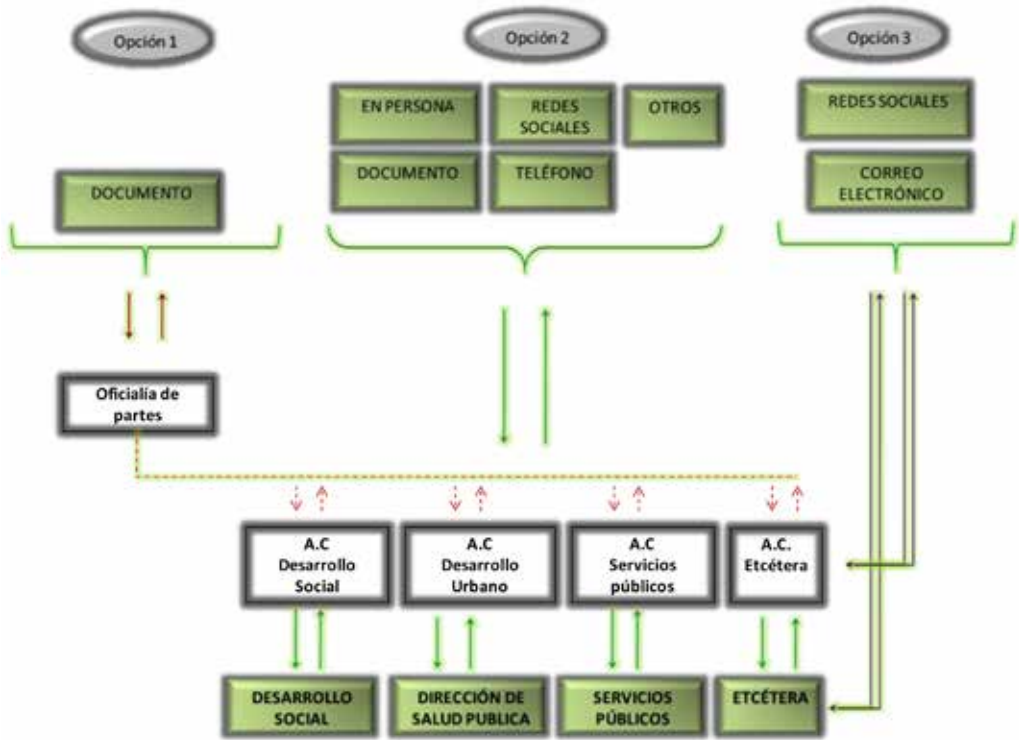 Opción 1
Opción 2
Opción 3
EN PERSONA
REDES
SOCIALES
OTROS
REDES SOCIALES
DOCUMENTO
DOCUMENTO
TELÉFONO
CORREO
ELECTRÓNICO
Oficialía de
partes
A.C
Desarrollo
Social
A.C
Desarrollo
Urbano
A.C
Servicios
públicos
A.C.
Etcétera
DESARROLLO
SOCIAL
DIRECCIÓN DE
SALUD PUBLICA
SERVICIOS
PÚBLICOS
ETCÉTERA